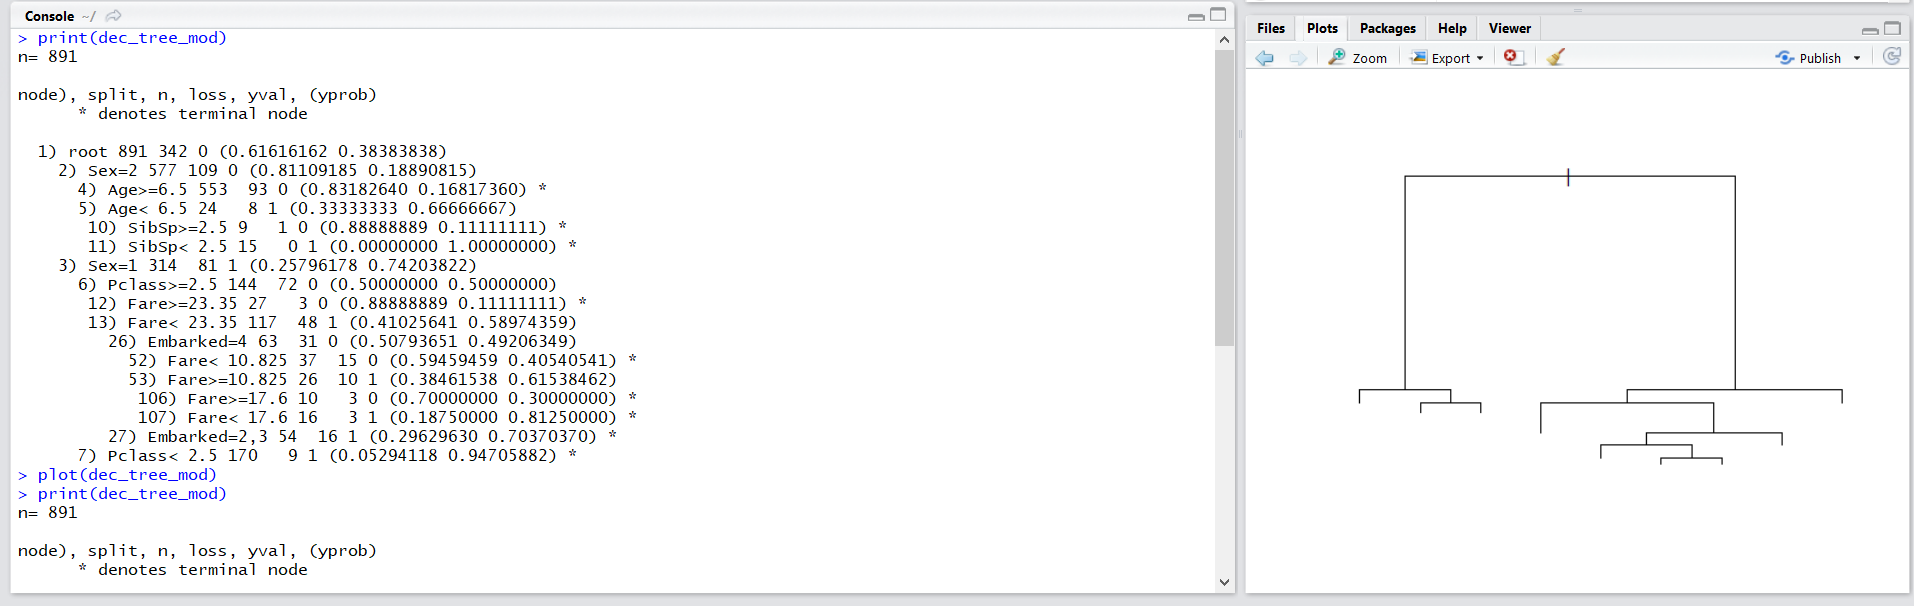 Console ~/
> print(dec_tree_mod)
n= 891
node), split, n, loss, yval, (yprob)
* denotes terminal node
1) root 891 342 0 (0.61616162 0.38383838)
2) Sex=2 577 109 0 (0.81109185 0.18890815)
4) Age>=6.5 553  93 0 (0.83182640 0.16817360) *
5) Age< 6.5 24   8 1 (0.33333333 0.66666667)
10) SibSp>=2.5 9   1 0 (0.88888889 0.11111111) *
11) SibSp< 2.5 15   0 1 (0.00000000 1.00000000) *
3) Sex=1 314  81 1 (0.25796178 0.74203822)
6) Pclass>=2.5 144  72 0 (0.50000000 0.50000000)
12) Fare>=23.35 27   3 0 (0.88888889 0.11111111) *
13) Fare< 23.35 117  48 1 (0.41025641 0.58974359)
26) Embarked=4 63  31 0 (0.50793651 0.49206349)
52) Fare< 10.825 37  15 0 (0.59459459 0.40540541) *
53) Fare>=10.825 26  10 1 (0.38461538 0.61538462)
106) Fare>=17.6 10   3 0 (0.70000000 0.30000000) *
107) Fare< 17.6 16   3 1 (0.18750000 0.81250000) *
27) Embarked=2,3 54  16 1 (0.29629630 0.70370370) *
7) Pclass< 2.5 170   9 1 (0.05294118 0.94705882) *
> plot(dec_tree_mod)
> print(dec_tree_mod)
n= 891
node), split, n, loss, yval, (yprob)
* denotes terminal node
Files Plots Packages Help Viewer
Zoom Export Publish